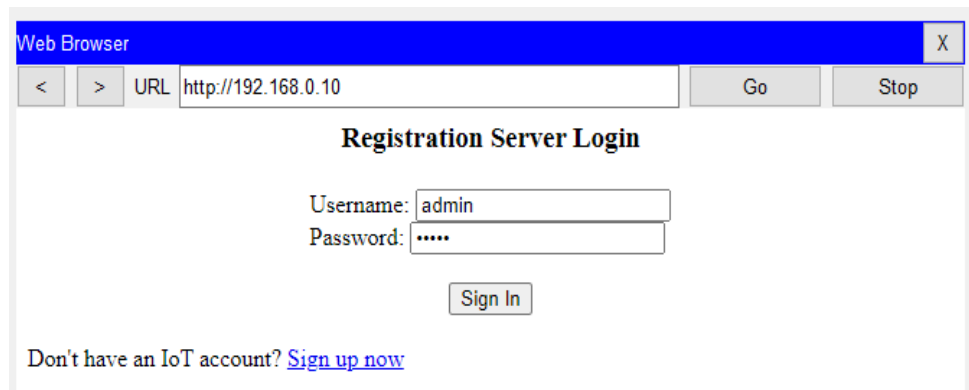 Web Browser X
< > URL http://192.168.0.10 Go Stop
Registration Server Login
Username: admin
Password: •••••
Sign In
Don't have an IoT account? Sign up now